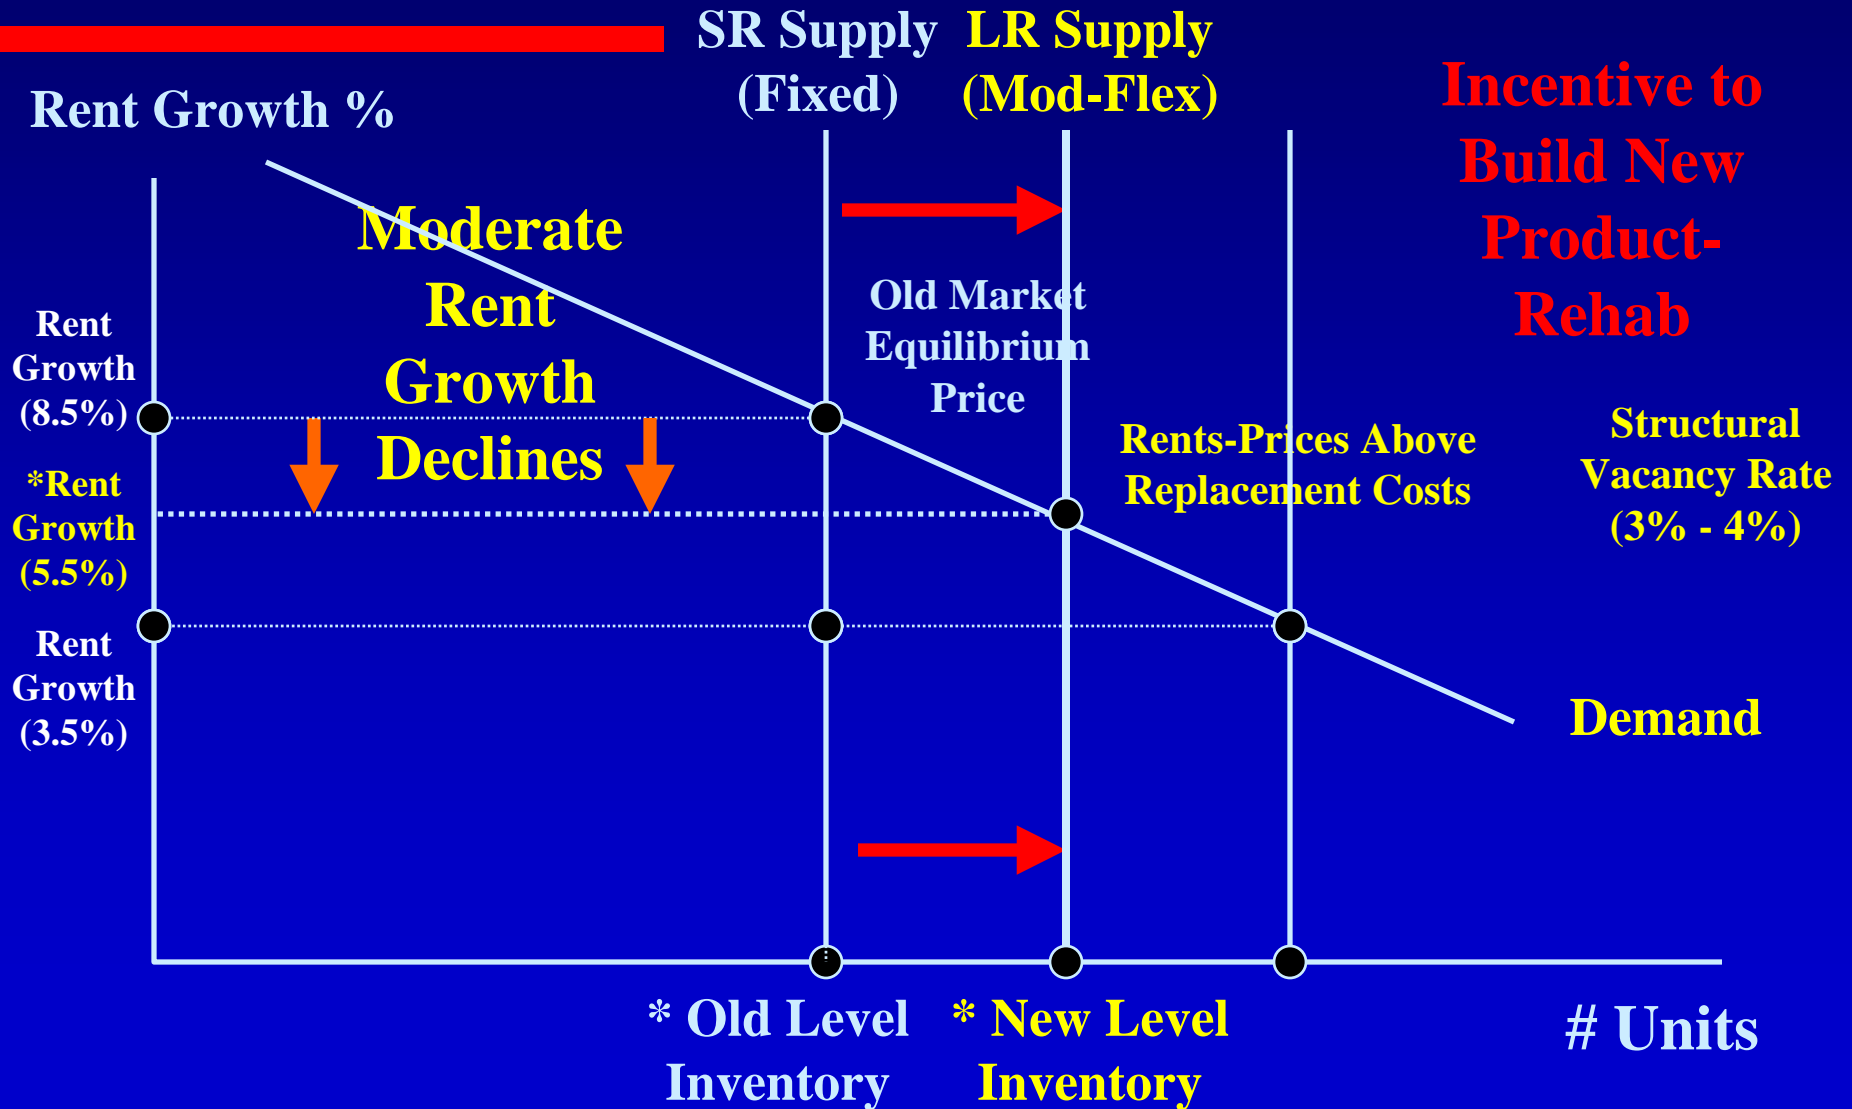 SR Supply
(Fixed)
LR Supply
(Mod-Flex)
Incentive to
Build New
Product-
Rehab
Rent Growth %
Moderate
Rent
Growth
Declines
Old Market
Equilibrium
Price
Rent
Growth
(8.5%)
*Rent
Growth
(5.5%)
Rent
Growth
(3.5%)
Rents-Prices Above
Replacement Costs
Structural
Vacancy Rate
(3% - 4%)
Demand
* Old Level
Inventory
* New Level
Inventory
# Units